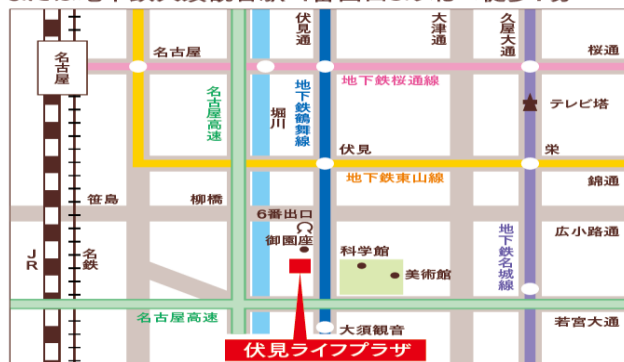 伏見通
大津通
久屋大通
名古屋
名古屋
桜通
地下鉄桜通線
名古屋高速
堀川
地下鉄鶴舞線
テレビ塔
伏見
栄
地下鉄東山線
錦通
笹島
柳橋
6番出口
御園座
科学館
美術館
地下鉄名城線
広小路通
JR
名鉄
名古屋高速
大須観音
若宮大通
伏見ライフプラザ